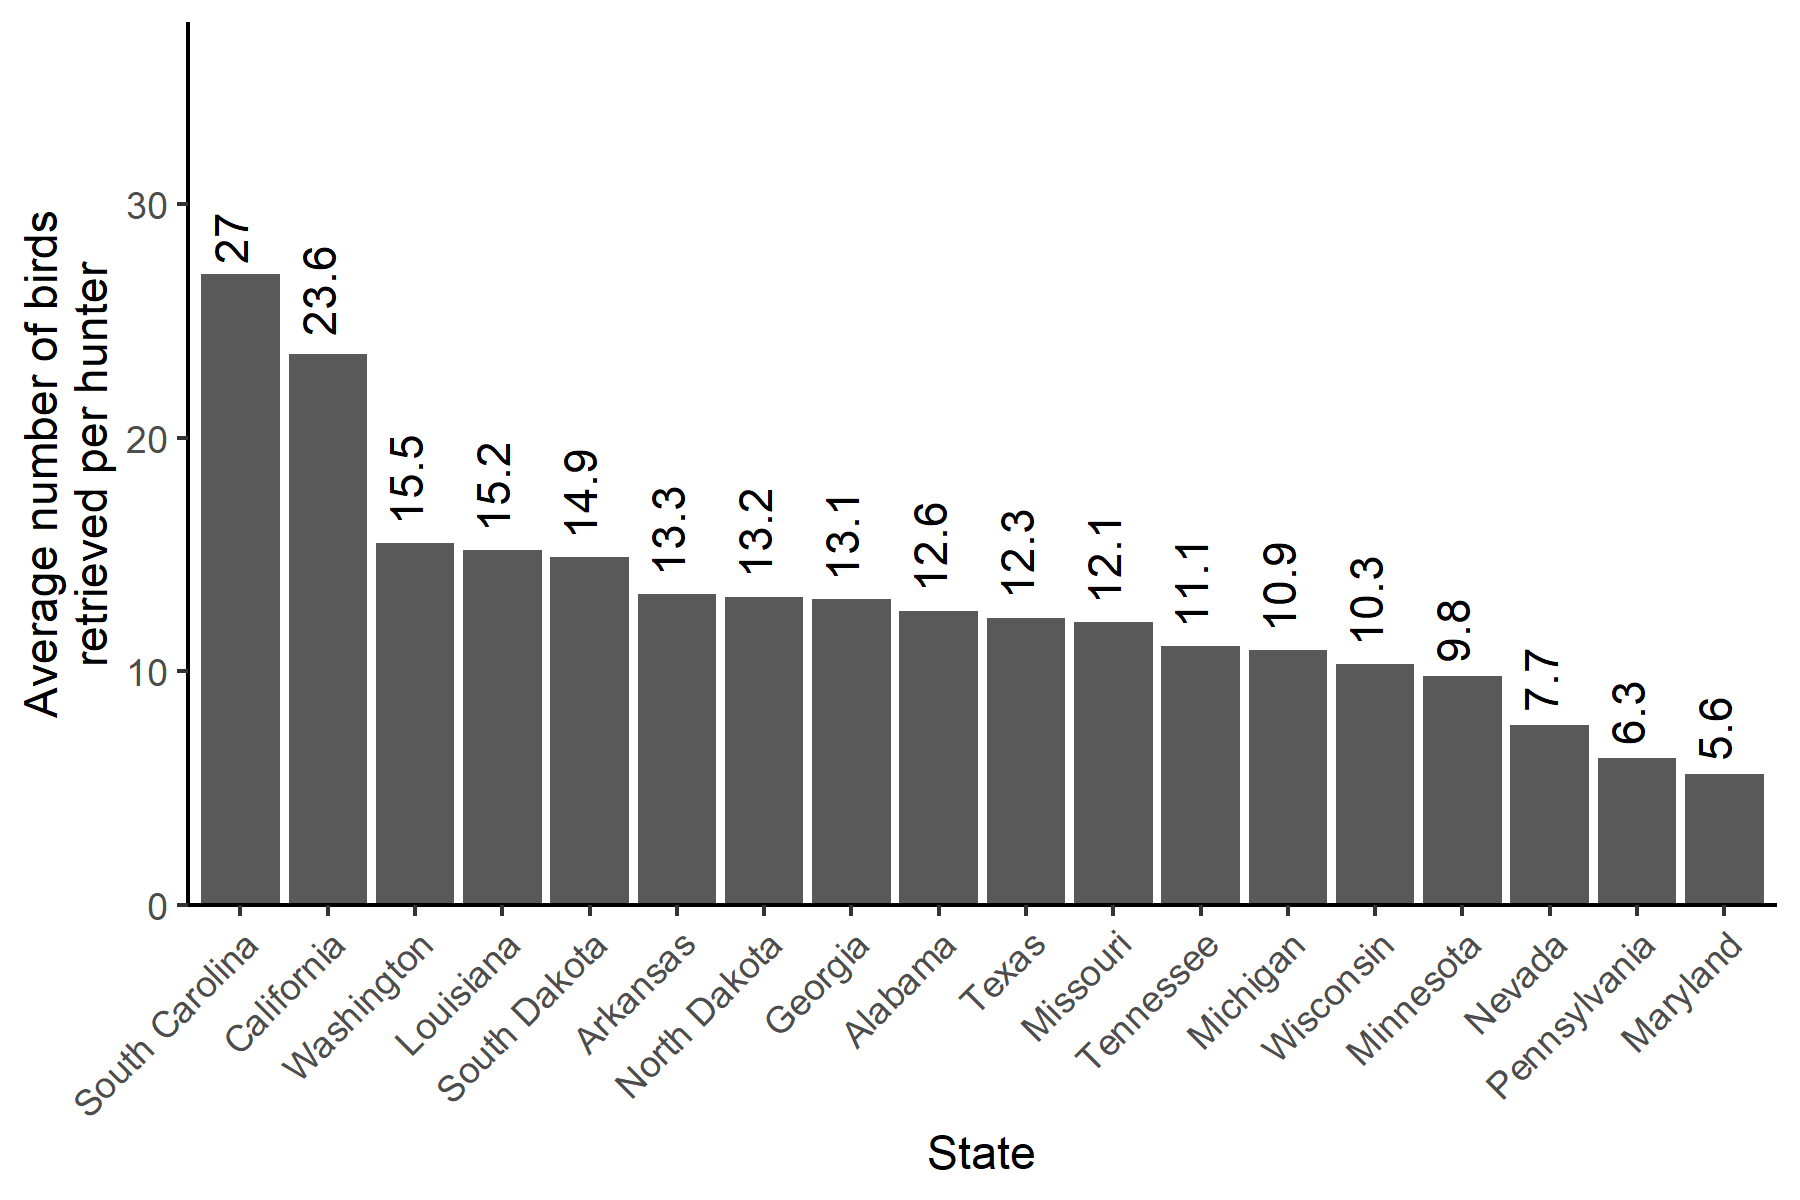 Average number of birds
retrieved per hunter
30
20
10
0
27
23.6
15.5
15.2
14.9
13.3
13.2
13.1
12.6
12.3
12.1
11.1
10.9
10.3
9.8
7.7
6.3
5.6
South Carolina
California
Washington
Louisiana
South Dakota
Arkansas
North Dakota
Georgia
Alabama
Texas
Missouri
Tennessee
Michigan
Wisconsin
Minnesota
Nevada
Pennsylvania
Maryland
State